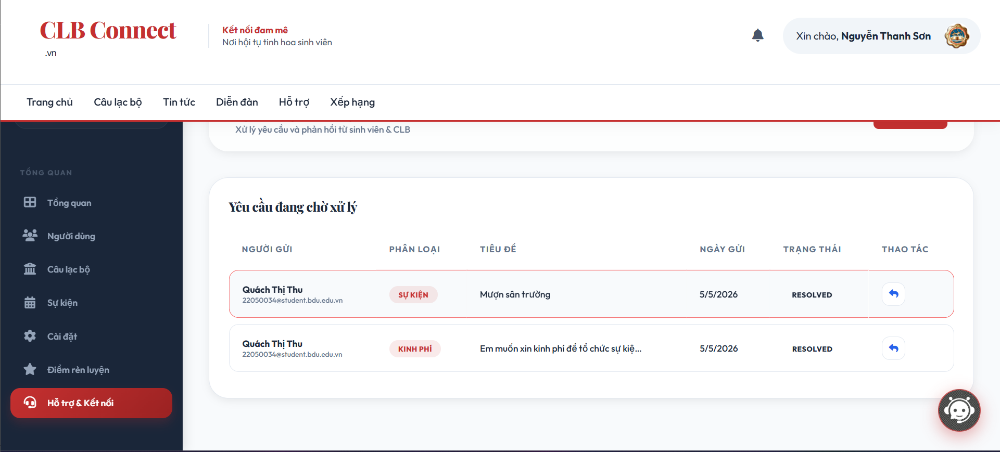 CLB Connect
.vn
Kết nối đam mê
Nơi hội tụ tinh hoa sinh viên
Xin chào, Nguyễn Thanh Sơn
Trang chủ
Câu lạc bộ
Tin tức
Diễn đàn
Hỗ trợ
Xếp hạng
Xử lý yêu cầu và phản hồi từ sinh viên & CLB
TỔNG QUAN
Tổng quan
Người dùng
Câu lạc bộ
Sự kiện
Cài đặt
Điểm rèn luyện
Hỗ trợ & Kết nối
Yêu cầu đang chờ xử lý
NGƯỜI GỬI PHÂN LOẠI TIÊU ĐỀ NGÀY GỬI TRẠNG THÁI THAO TÁC
Quách Thị Thu
22050034@student.bdu.edu.vn
SỰ KIỆN
Mượn sân trường
5/5/2026
RESOLVED
Quách Thị Thu
22050034@student.bdu.edu.vn
KINH PHÍ
Em muốn xin kinh phí để tổ chức sự kiệ...
5/5/2026
RESOLVED